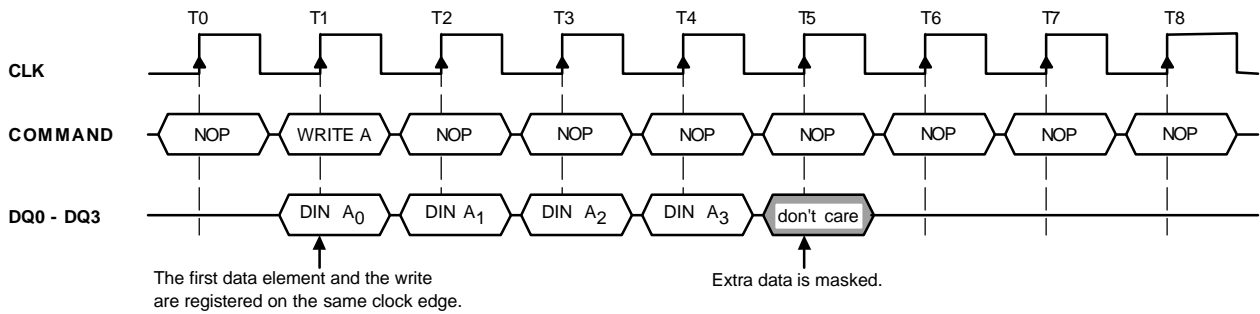 T0 T1 T2 T3 T4 T5 T6 T7 T8
CLK
COMMAND NOP WRITE A NOP NOP NOP NOP NOP NOP NOP
DQ0 - DQ3 DIN A0 DIN A1 DIN A2 DIN A3 don't care
The first data element and the write Extra data is masked.
are registered on the same clock edge.